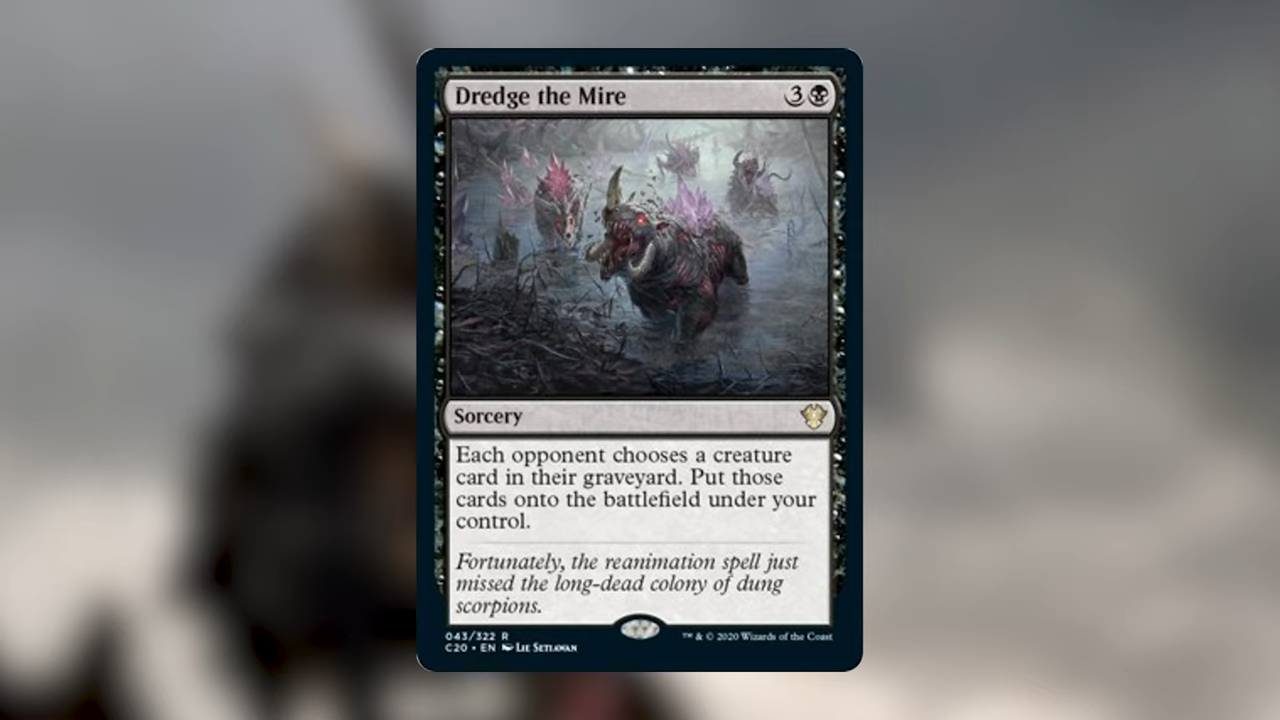 Dredge the Mire 3
Sorcery
Each opponent chooses a creature
card in their graveyard. Put those
cards onto the battlefield under your
control.
Fortunately, the reanimation spell just
missed the long-dead colony of dung
scorpions.
043/322 R
C20 • EN Lie Setiawan
™ & © 2020 Wizards of the Coast